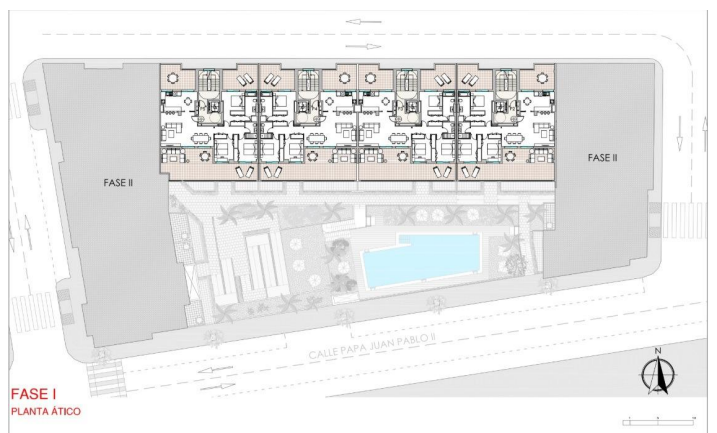 FASE II
FASE II
CALLE PAPA JUAN PABLO II
N
FASE I
PLANTA ÁTICO